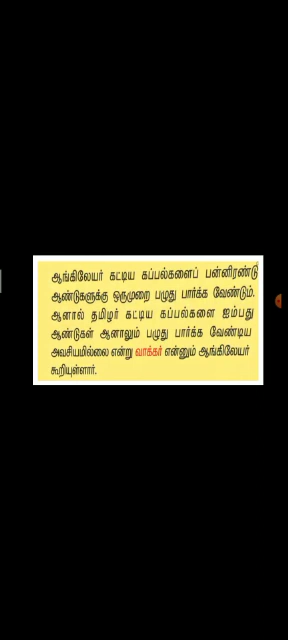 ஆங்கிலேயர் கட்டிய கப்பல்களைப் பன்னிரண்டு
ஆண்டுகளுக்கு ஒருமுறை பழுது பார்க்க வேண்டும்.
ஆனால் தமிழர் கட்டிய கப்பல்களை ஐம்பது
ஆண்டுகள் ஆனாலும் பழுது பார்க்க வேண்டிய
அவசியமில்லை என்று வாக்கர் என்னும் ஆங்கிலேயர்
கூறியுள்ளார்.